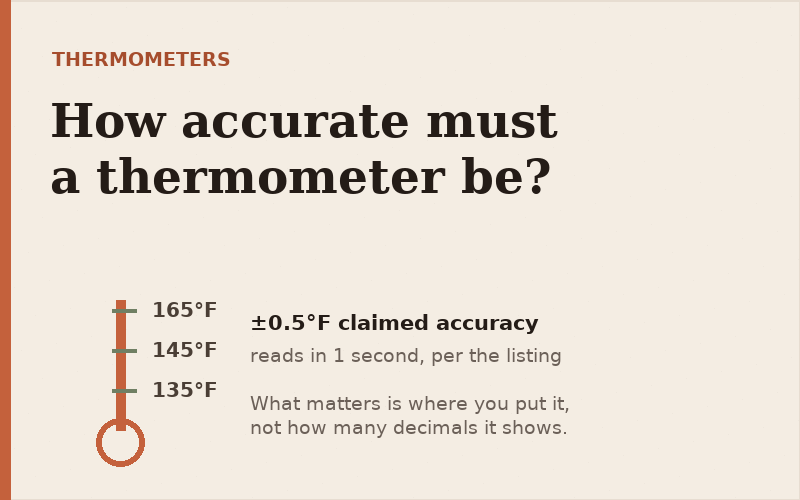 THERMOMETERS
How accurate must
a thermometer be?
165°F
145°F
135°F
±0.5°F claimed accuracy
reads in 1 second, per the listing
What matters is where you put it,
not how many decimals it shows.